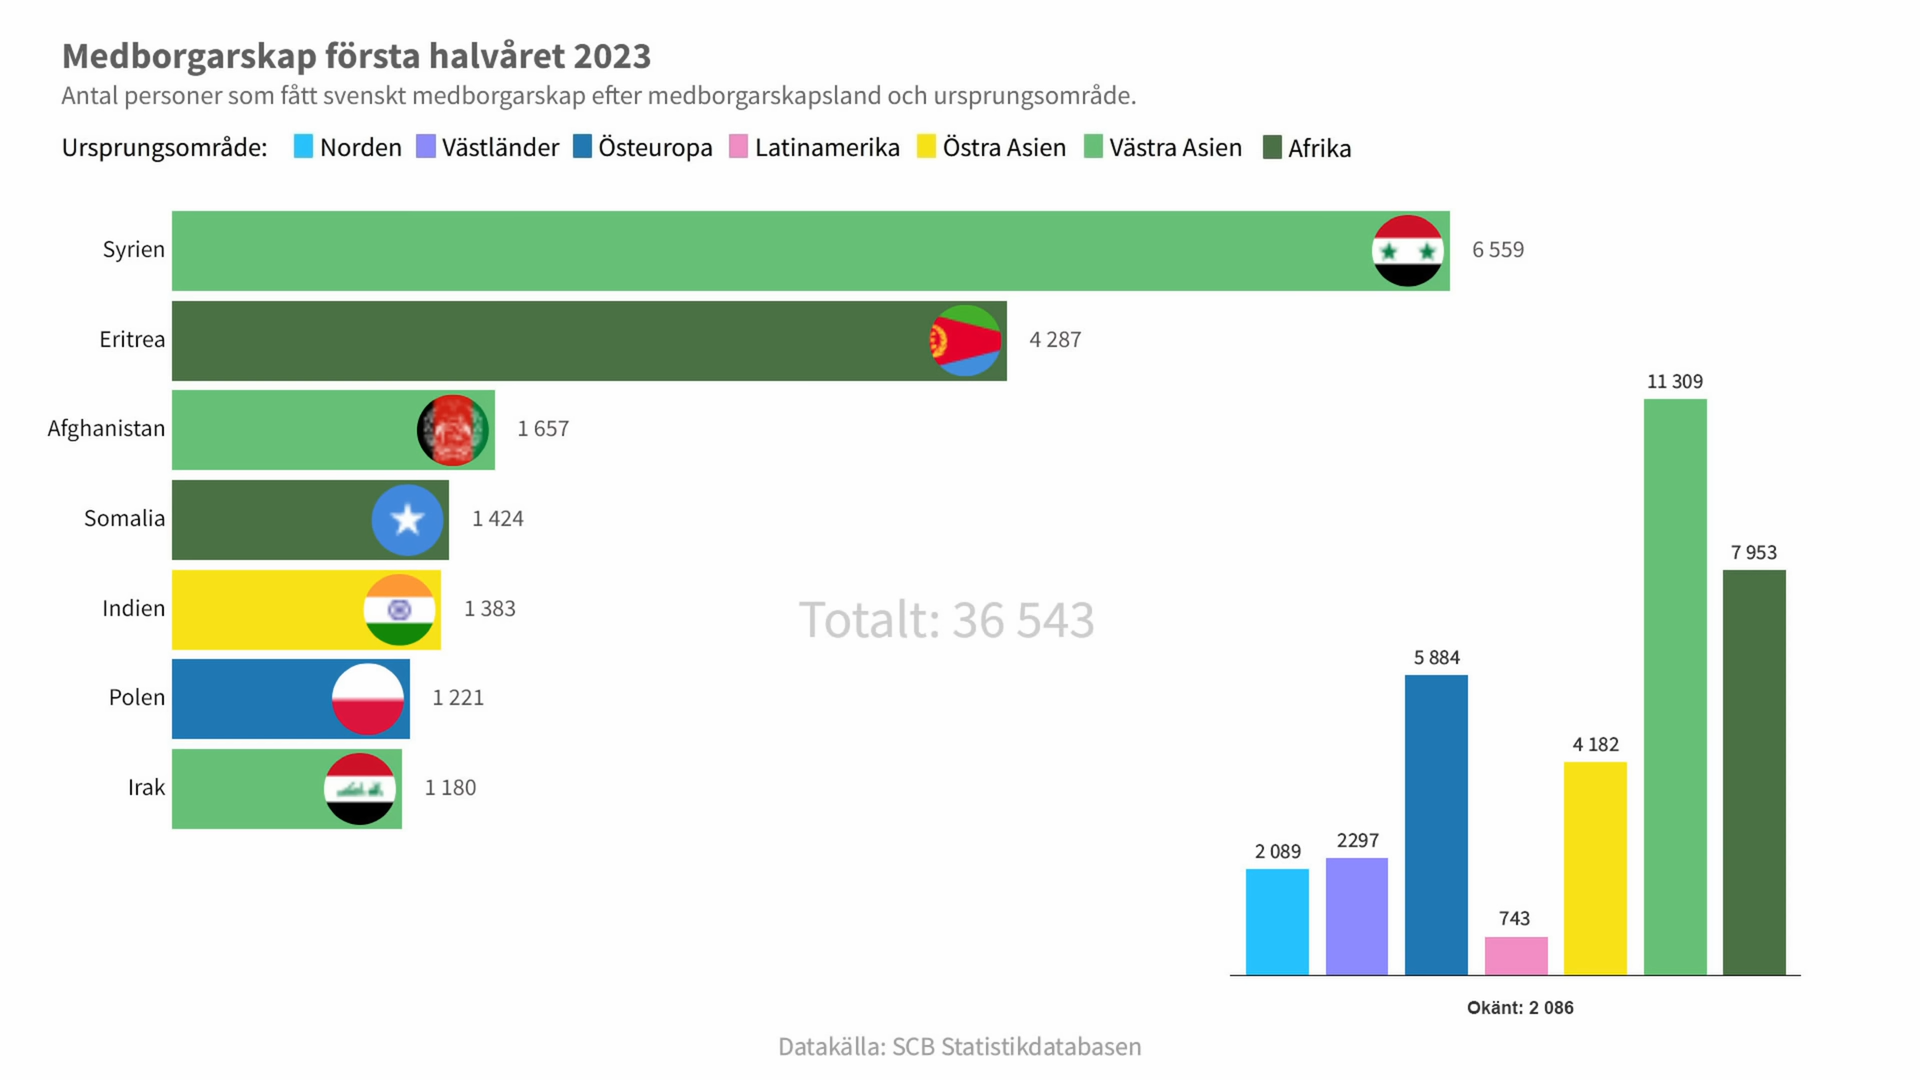 Medborgarskap första halvåret 2023
Antal personer som fått svenskt medborgarskap efter medborgarskapsland och ursprungsområde.
Ursprungsområde: Norden Västländer Östeuropa Latinamerika Östra Asien Västra Asien Afrika
Syrien 6 559
Eritrea 4 287
Afghanistan 1 657
Somalia 1 424
Indien 1 383
Polen 1 221
Irak 1 180
Totalt: 36 543
2 089
2297
5 884
743
4 182
11 309
7 953
Okänt: 2 086
Datakälla: SCB Statistikdatabasen